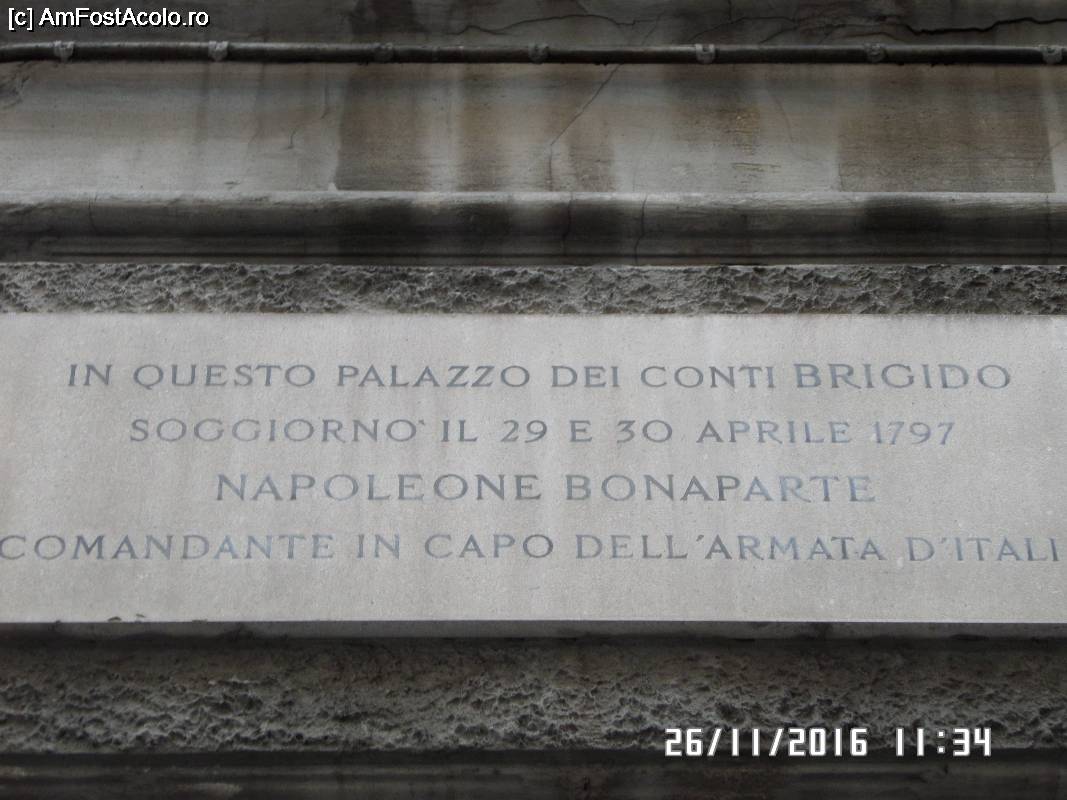 [c] AmFostAcolo.ro
IN QUESTO PALAZZO DEI CONTI BRIGIDO
SOGGIORNO` IL 29 E 30 APRILE 1797
NAPOLEONE BONAPARTE
COMANDANTE IN CAPO DELL'ARMATA D'ITALI
26/11/2016 11:34